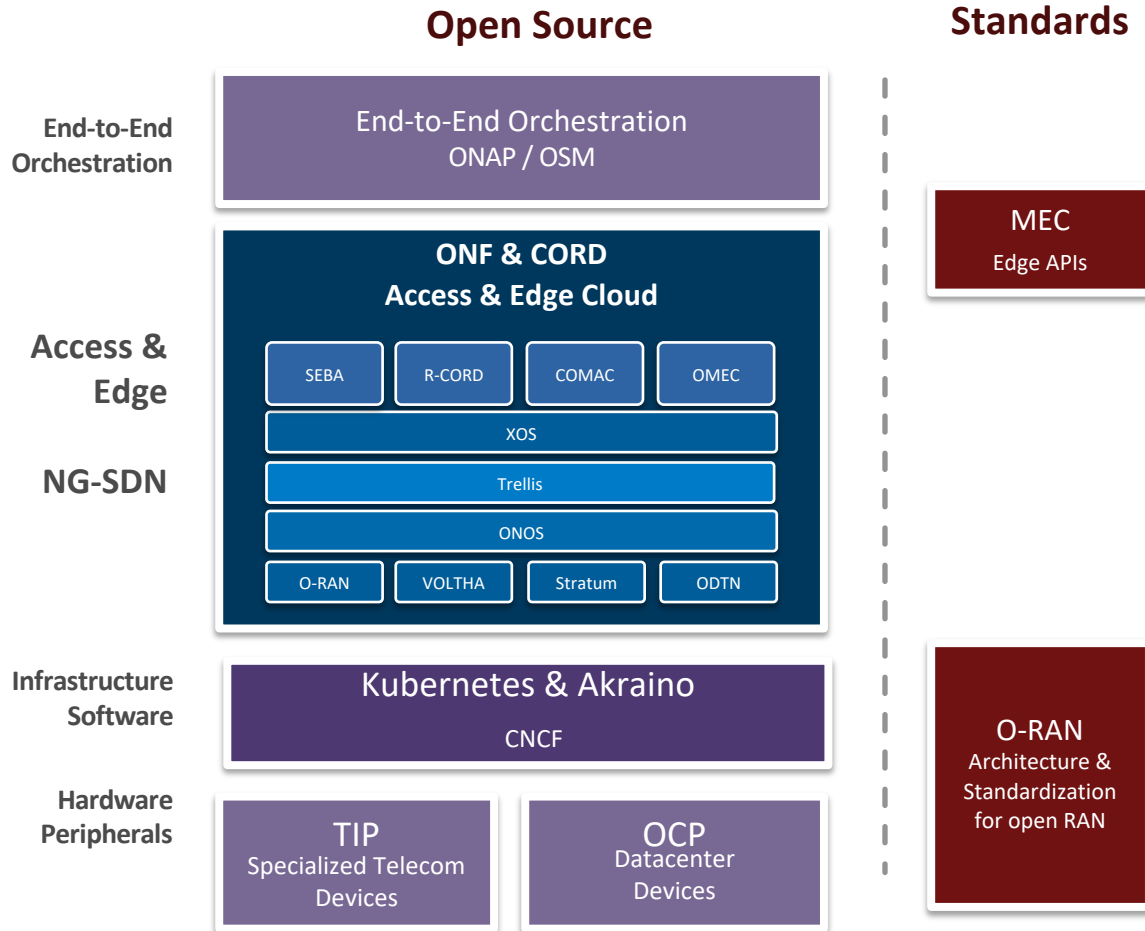 Open Source
Standards
End-to-End
Orchestration
End-to-End Orchestration
ONAP / OSM
MEC
Edge APIs
ONF & CORD
Access & Edge Cloud
Access &
Edge
SEBA
R-CORD
COMAC
OMEC
XOS
NG-SDN
Trellis
ONOS
O-RAN
VOLTHA
Stratum
ODTN
Infrastructure
Software
Kubernetes & Akraino
CNCF
O-RAN
Architecture &
Standardization
for open RAN
Hardware
Peripherals
TIP
Specialized Telecom
Devices
OCP
Datacenter
Devices